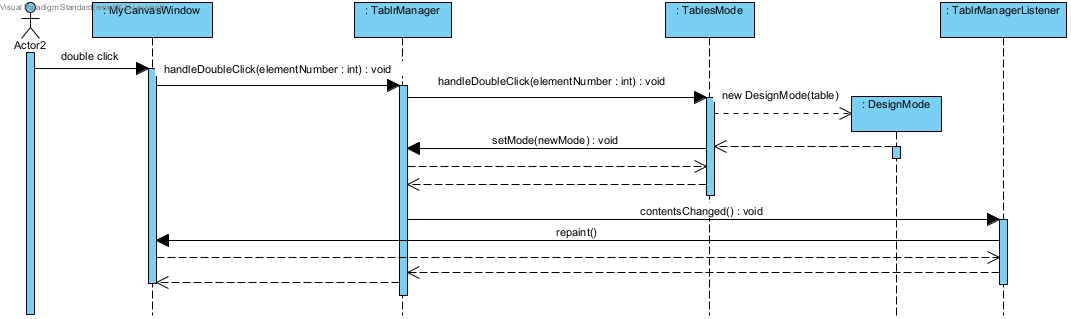 Visual Paradigm Standard
: MyCanvasWindow
: TablrManager
: TablesMode
: TablrManagerListener
Actor2
double click
handleDoubleClick(elementNumber : int) : void
handleDoubleClick(elementNumber : int) : void
new DesignMode(table)
: DesignMode
setMode(newMode) : void
contentsChanged() : void
repaint()